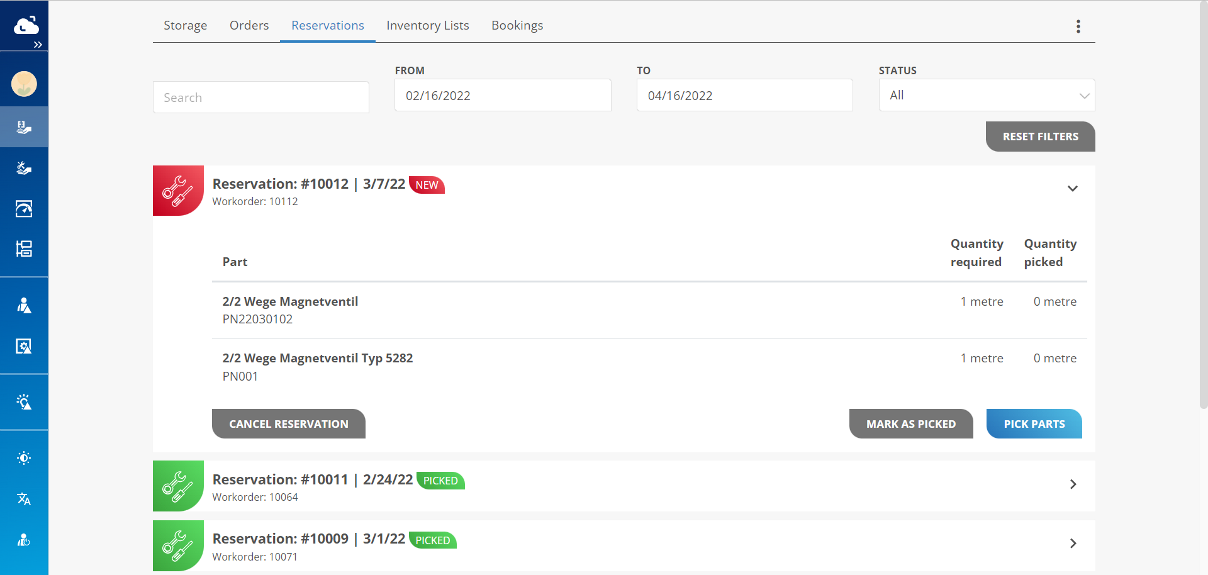 Storage Orders Reservations Inventory Lists Bookings
FROM TO STATUS
Search 02/16/2022 04/16/2022 All
RESET FILTERS
Reservation: #10012 | 3/7/22 NEW
Workorder: 10112
Part Quantity required Quantity picked
2/2 Wege Magnetventil 1 metre 0 metre
PN22030102
2/2 Wege Magnetventil Typ 5282 1 metre 0 metre
PN001
CANCEL RESERVATION MARK AS PICKED PICK PARTS
Reservation: #10011 | 2/24/22 PICKED
Workorder: 10064
Reservation: #10009 | 3/1/22 PICKED
Workorder: 10071